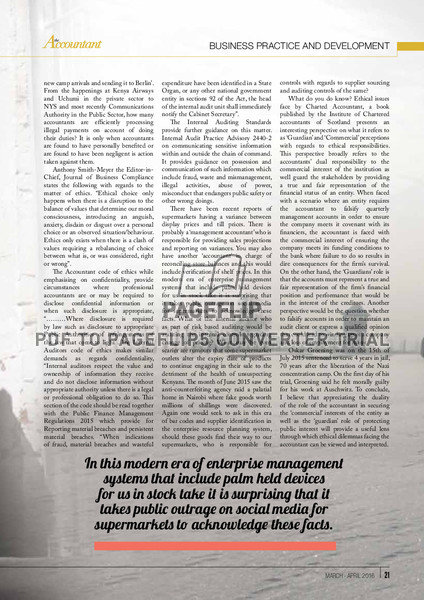 the
Accountant
BUSINESS PRACTICE AND DEVELOPMENT
new camp arrivals and sending it to Berlin'.
From the happenings at Kenya Airways
and Uchumi in the private sector to
NYS and most recently Communications
Authority in the Public Sector, how many
accountants are efficiently processing
illegal payments on account of doing
their duties? It is only when accountants
are found to have personally benefited or
are found to have been negligent is action
taken against them.
Anthony Smith-Meyer the Editor-in-
Chief, Journal of Business Compliance
states the following with regards to the
matter of ethics. "Ethical choice only
happens when there is a disruption to the
balance of values that determine our moral
consciousness, introducing an anguish,
anxiety, disdain or disgust over a personal
choice or an observed situation/behaviour.
Ethics only exists when there is a clash of
values requiring a rebalancing of choice
between what is, or was considered, right
or wrong".
The Accountant code of ethics while
emphasising on confidentiality, provide
circumstances where professional
accountants are or may be required to
disclose confidential information or
when such disclosure is appropriate,
"………Where disclosure is required
by law such as disclosure to appropriate
Auditors code of ethics makes similar
demands as regards confidentiality,
"Internal auditors respect the value and
ownership of information they receive
and do not disclose information without
appropriate authority unless there is a legal
or professional obligation to do so. This
section of the code should be read together
with the Public Finance Management
Regulations 2015 which provide for
Reporting material breaches and persistent
material breaches. "When indications
of fraud, material breaches and wasteful
expenditure have been identified in a State
Organ, or any other national government
entity in sections 92 of the Act, the head
of the internal audit unit shall immediately
notify the Cabinet Secretary".
The Internal Auditing Standards
provide further guidance on this matter.
Internal Audit Practice Advisory 2440-2
on communicating sensitive information
within and outside the chain of command.
It provides guidance on possession and
communication of such information which
include fraud, waste and mismanagement,
illegal activities, abuse of power,
misconduct that endangers public safety or
other wrong doings.
There have been recent reports of
supermarkets having a variance between
display prices and till prices. There is
probably a 'management accountant' who is
responsible for providing sales projections
and reporting on variances. You may also
have another 'accountant' in charge of
reconciling store balances and this would
include verification of shelf prices. In this
modern era of enterprise management
systems that include palm held devices
for use in stock take it is surprising that
as part of risk based auditing would
scarier are rumours that some supermarket
outlets alter the expiry date of products
to continue engaging in their sale to the
detriment of the health of unsuspecting
Kenyans. The month of June 2015 saw the
anti-counterfeiting agency raid a palatial
home in Nairobi where fake goods worth
millions of shillings were discovered.
Again one would seek to ask in this era
of bar codes and supplier identification in
the enterprise resource planning system,
should these goods find their way to our
supermarkets, who is responsible for
controls with regards to supplier sourcing
and auditing controls of the same?
What do you know? Ethical issues
face by Charted Accountant, a book
published by the Institute of Chartered
accountants of Scotland presents an
interesting perspective on what it refers to
as 'Guardian' and 'Commercial' perceptions
with regards to ethical responsibilities.
This perspective broadly refers to the
accountants' dual responsibility to the
commercial interest of the institution as
well guard stakeholders by providing
a true and fair representation of the
financial status of an entity. When faced
with a scenario where an entity requires
the accountant to falsify quarterly
management accounts in order to ensure
the company meets it covenant with its
financiers, the accountant is faced with
the commercial interest of ensuring the
company meets its funding conditions to
the bank where failure to do so results in
dire consequences for the firm's survival.
On the other hand, the 'Guardians' role is
that the accounts must represent a true and
fair representation of the firm's financial
position and performance that would be
in the interest of the creditors. Another
perspective would be the question whether
to falsify accounts in order to maintain an
audit client or express a qualified opinion
Oskar Groening was on the 15th of
July 2015 sentenced to serve 4 years in jail,
70 years after the liberation of the Nazi
concentration camp. On the first day of his
trial, Groening said he felt morally guilty
for his work at Auschwitz. To conclude,
I believe that appreciating the duality
of the role of the accountant in securing
the 'commercial' interests of the entity as
well as the 'guardian' role of protecting
public interest will provide a useful lens
through which ethical dilemmas facing the
accountant can be viewed and interpreted.
PAGEFLIP
PDF TO PAGEFLIP5 CONVERTER TRIAL
In this modern era of enterprise management
systems that include palm held devices
for us in stock take it is surprising that it
takes public outrage on social media for
supermarkets to acknowledge these facts.
MARCH - APRIL 2016 21